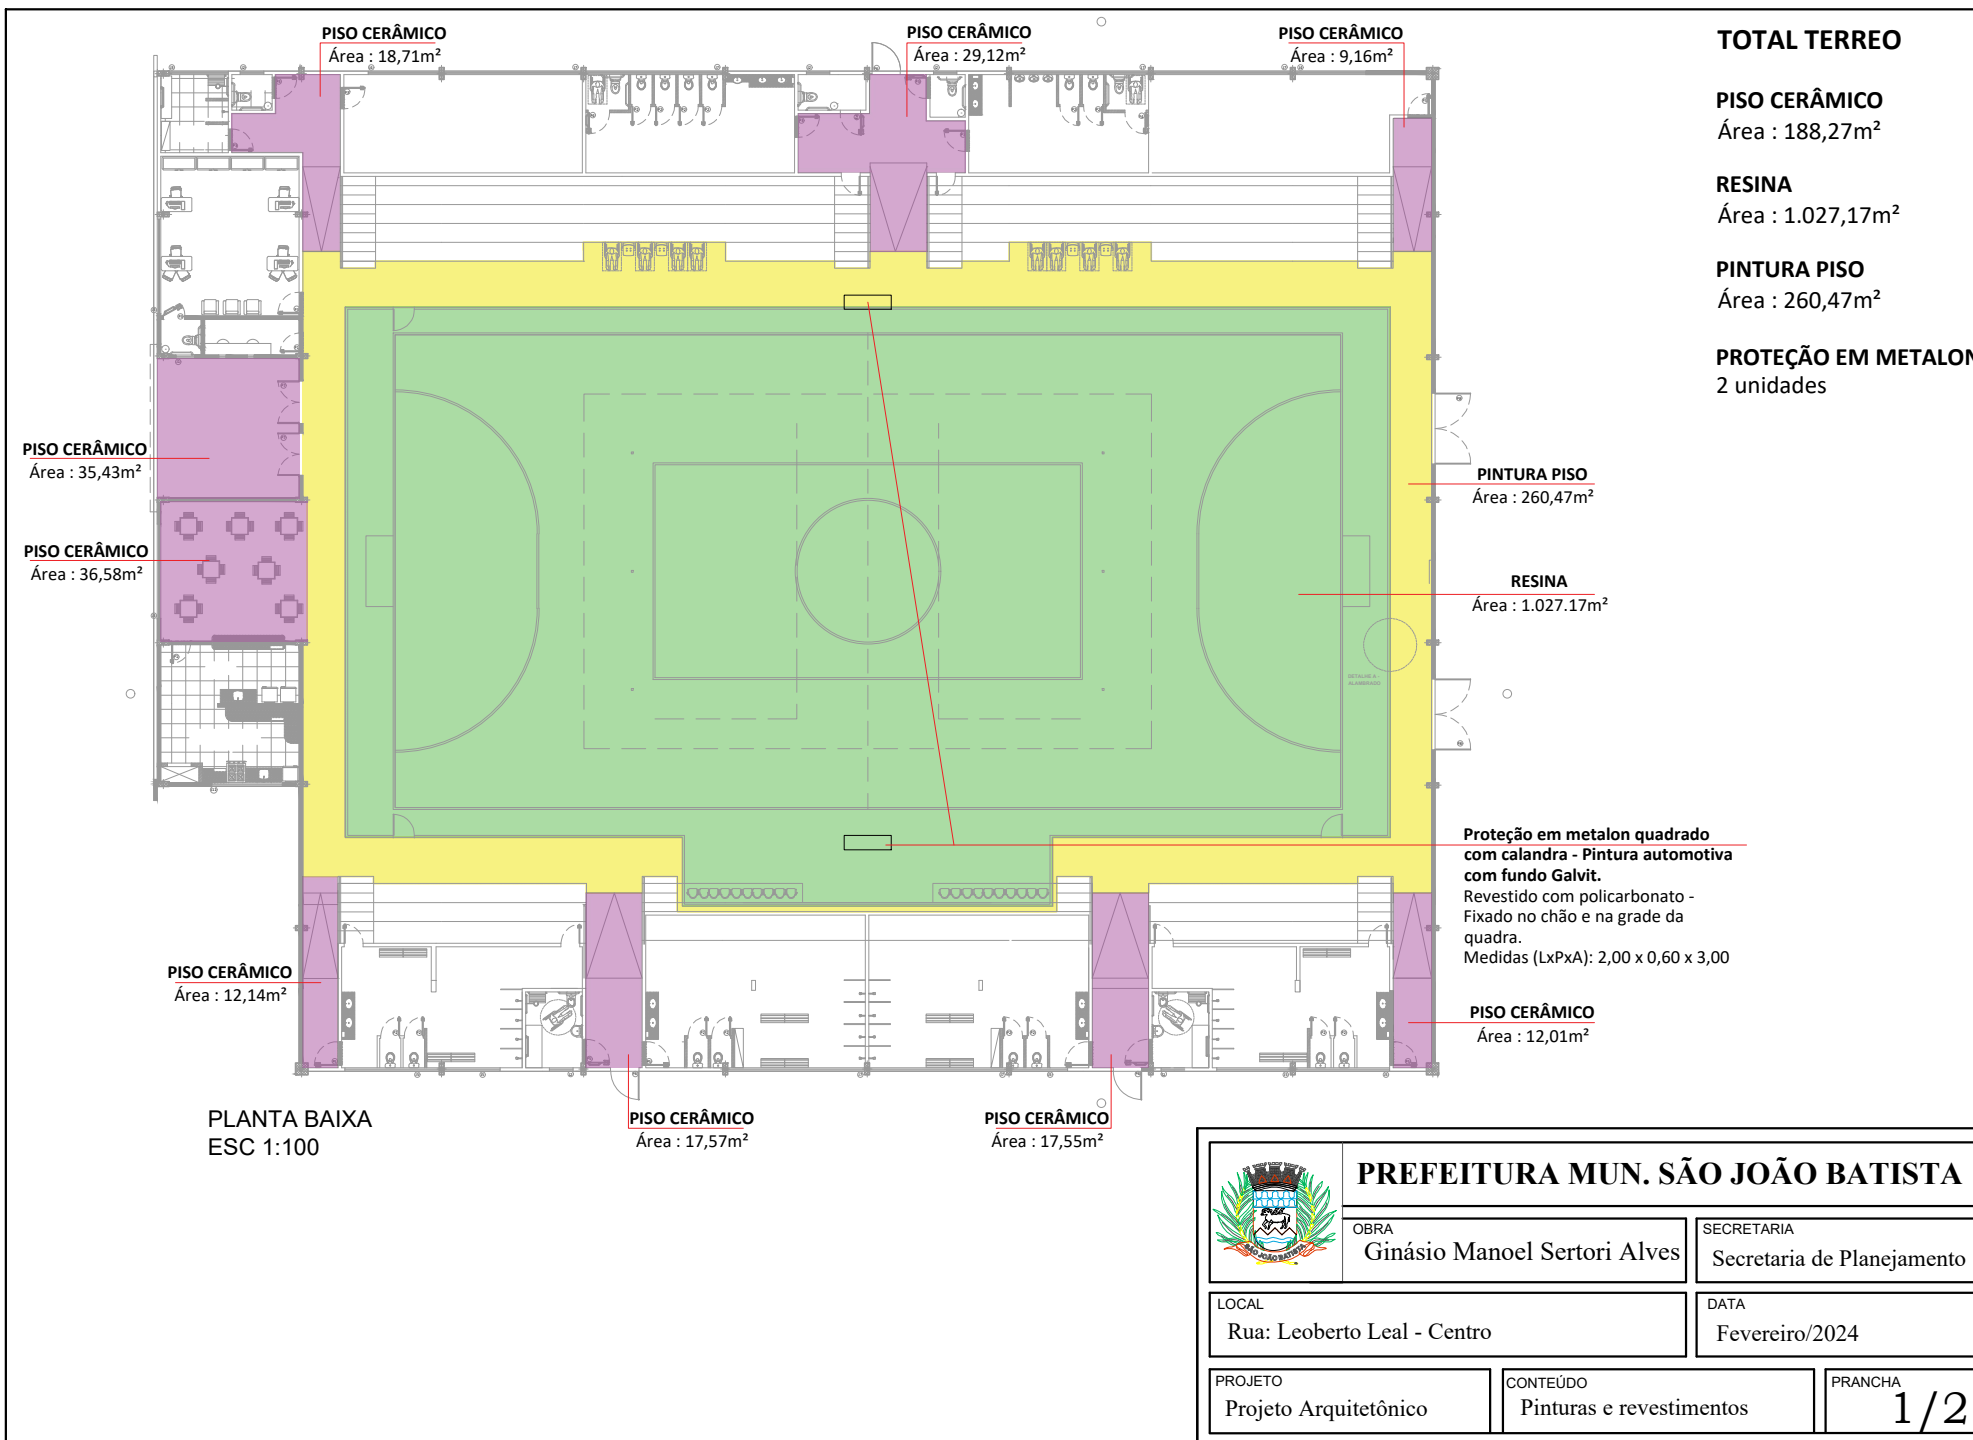 PISO CERÂMICO
Área : 18,71m²
PISO CERÂMICO
Área : 29,12m²
PISO CERÂMICO
Área : 9,16m²
TOTAL TERREO
PISO CERÂMICO
Área : 188,27m²
RESINA
Área : 1.027,17m²
PINTURA PISO
Área : 260,47m²
PROTEÇÃO EM METALON
2 unidades
PISO CERÂMICO
Área : 35,43m²
PISO CERÂMICO
Área : 36,58m²
PINTURA PISO
Área : 260,47m²
RESINA
Área : 1.027.17m²
DETALHE A -
ALAMBRADO
Proteção em metalon quadrado
com calandra - Pintura automotiva
com fundo Galvit.
Revestido com policarbonato -
Fixado no chão e na grade da
quadra.
Medidas (LxPxA): 2,00 x 0,60 x 3,00
PISO CERÂMICO
Área : 12,14m²
PISO CERÂMICO
Área : 12,01m²
PISO CERÂMICO
Área : 17,57m²
PISO CERÂMICO
Área : 17,55m²
PLANTA BAIXA
ESC 1:100
SÃO JOÃO BATISTA
PREFEITURA MUN. SÃO JOÃO BATISTA
OBRA
Ginásio Manoel Sertori Alves
SECRETARIA
Secretaria de Planejamento
LOCAL
Rua: Leoberto Leal - Centro
DATA
Fevereiro/2024
PROJETO
Projeto Arquitetônico
CONTEÚDO
Pinturas e revestimentos
PRANCHA
1/2